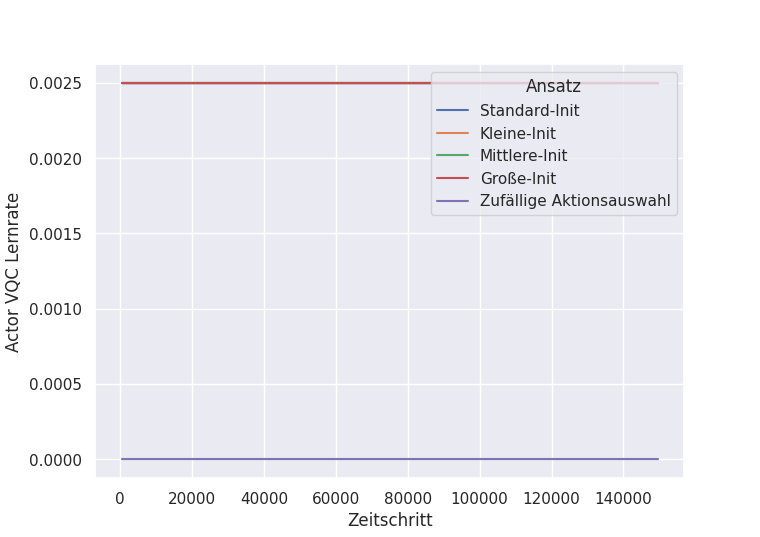 0.0025
0.0020
0.0015
0.0010
0.0005
0.0000
Actor VQC Lernrate
Ansatz
Standard-Init
Kleine-Init
Mittlere-Init
Große-Init
Zufällige Aktionsauswahl
0 20000 40000 60000 80000 100000 120000 140000
Zeitschritt